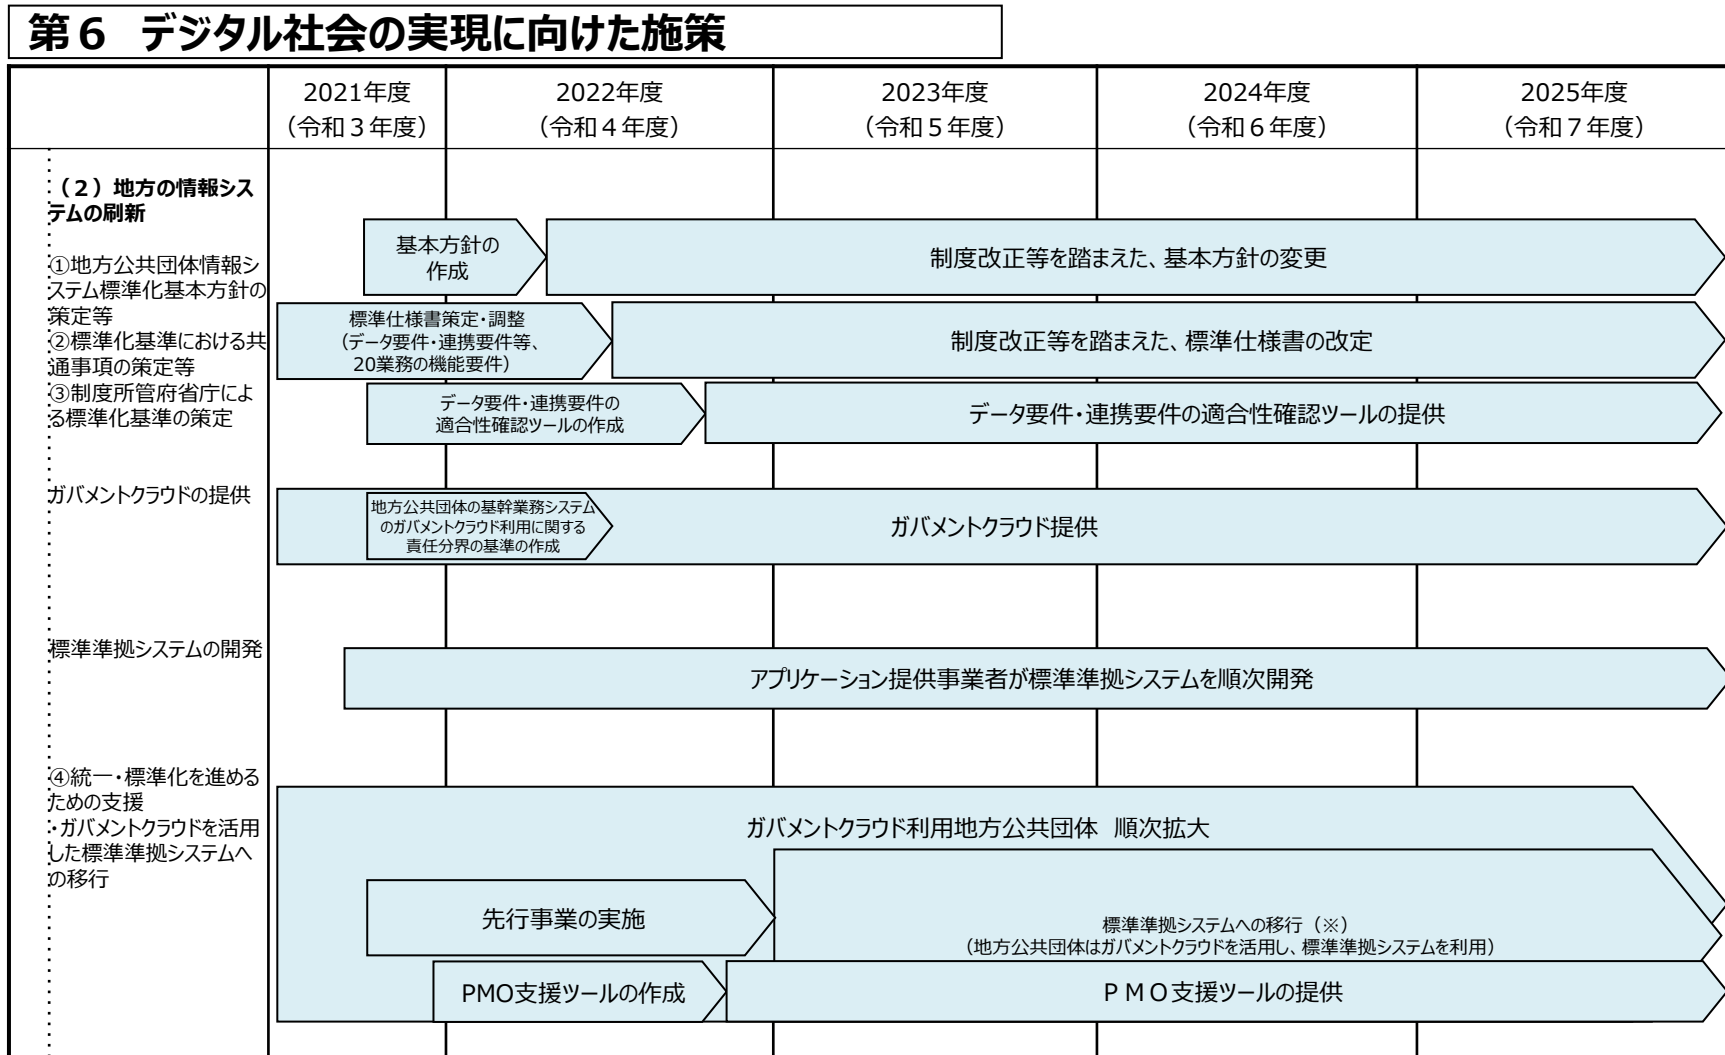 第６　デジタル社会の実現に向けた施策
2021年度
（令和３年度）
2022年度
（令和４年度）
2023年度
（令和５年度）
2024年度
（令和６年度）
2025年度
（令和７年度）
（２）地方の情報シス
テムの刷新
①地方公共団体情報シ
ステム標準化基本方針の
策定等
②標準化基準における共
通事項の策定等
③制度所管府省庁によ
る標準化基準の策定
基本方針の
作成
制度改正等を踏まえた、基本方針の変更
標準仕様書策定・調整
（データ要件・連携要件等、
20業務の機能要件）
制度改正等を踏まえた、標準仕様書の改定
データ要件・連携要件の
適合性確認ツールの作成
データ要件・連携要件の適合性確認ツールの提供
ガバメントクラウドの提供
地方公共団体の基幹業務システム
のガバメントクラウド利用に関する
責任分界の基準の作成
ガバメントクラウド提供
標準準拠システムの開発
アプリケーション提供事業者が標準準拠システムを順次開発
④統一・標準化を進める
ための支援
・ガバメントクラウドを活用
した標準準拠システムへ
の移行
ガバメントクラウド利用地方公共団体　順次拡大
先行事業の実施
標準準拠システムへの移行（※）
（地方公共団体はガバメントクラウドを活用し、標準準拠システムを利用）
PMO支援ツールの作成
ＰＭＯ支援ツールの提供